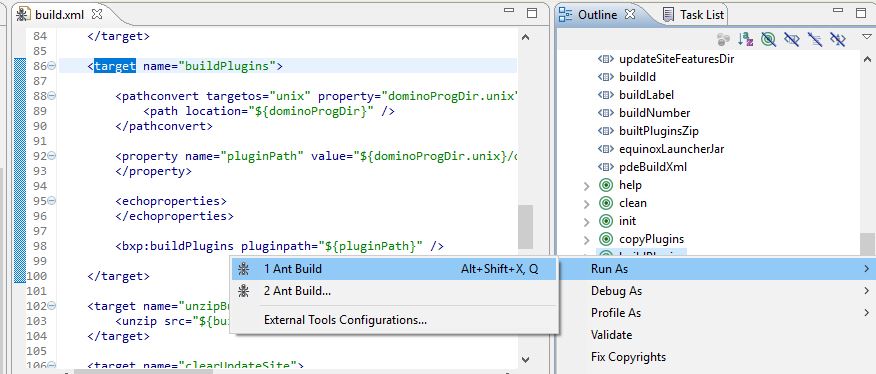 build.xml
84 </target>
85
86 <target name="buildPlugins">
87
88 <pathconvert targetos="unix" property="dominoProgDir.unix"
89 <path location="${dominoProgDir}" />
90 </pathconvert>
91
92 <property name="pluginPath" value="${dominoProgDir.unix}/
93 </property>
94
95 <echoproperties>
96 </echoproperties>
97
98 <bxp:buildPlugins pluginpath="${pluginPath}" />
99
100 </target>
101
102 <target name="unzipB
103 <unzip src="${bui
104 </target>
105
106 <target name="clearUpdateSite">
Outline
Task List
updateSiteFeaturesDir
buildId
buildLabel
buildNumber
builtPluginsZip
equinoxLauncherJar
pdeBuildXml
help
clean
init
copyPlugins
buildPlugins
1 Ant Build Alt+Shift+X, Q
2 Ant Build...
External Tools Configurations...
Run As
Debug As
Profile As
Validate
Fix Copyrights